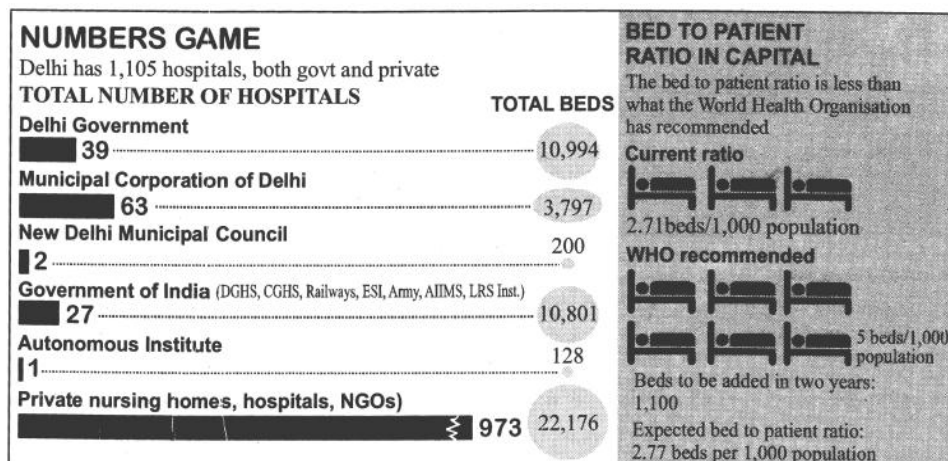 NUMBERS GAME
Delhi has 1,105 hospitals, both govt and private
TOTAL NUMBER OF HOSPITALS
TOTAL BEDS
Delhi Government
39 10,994
Municipal Corporation of Delhi
63 3,797
New Delhi Municipal Council
2 200
Government of India (DGHS, CGHS, Railways, ESI, Army, AIIMS, LRS Inst.)
27 10,801
Autonomous Institute
1 128
Private nursing homes, hospitals, NGOs)
973 22,176
BED TO PATIENT
RATIO IN CAPITAL
The bed to patient ratio is less than
what the World Health Organisation
has recommended
Current ratio
2.71beds/1,000 population
WHO recommended
5 beds/1,000
population
Beds to be added in two years:
1,100
Expected bed to patient ratio:
2.77 beds per 1,000 population